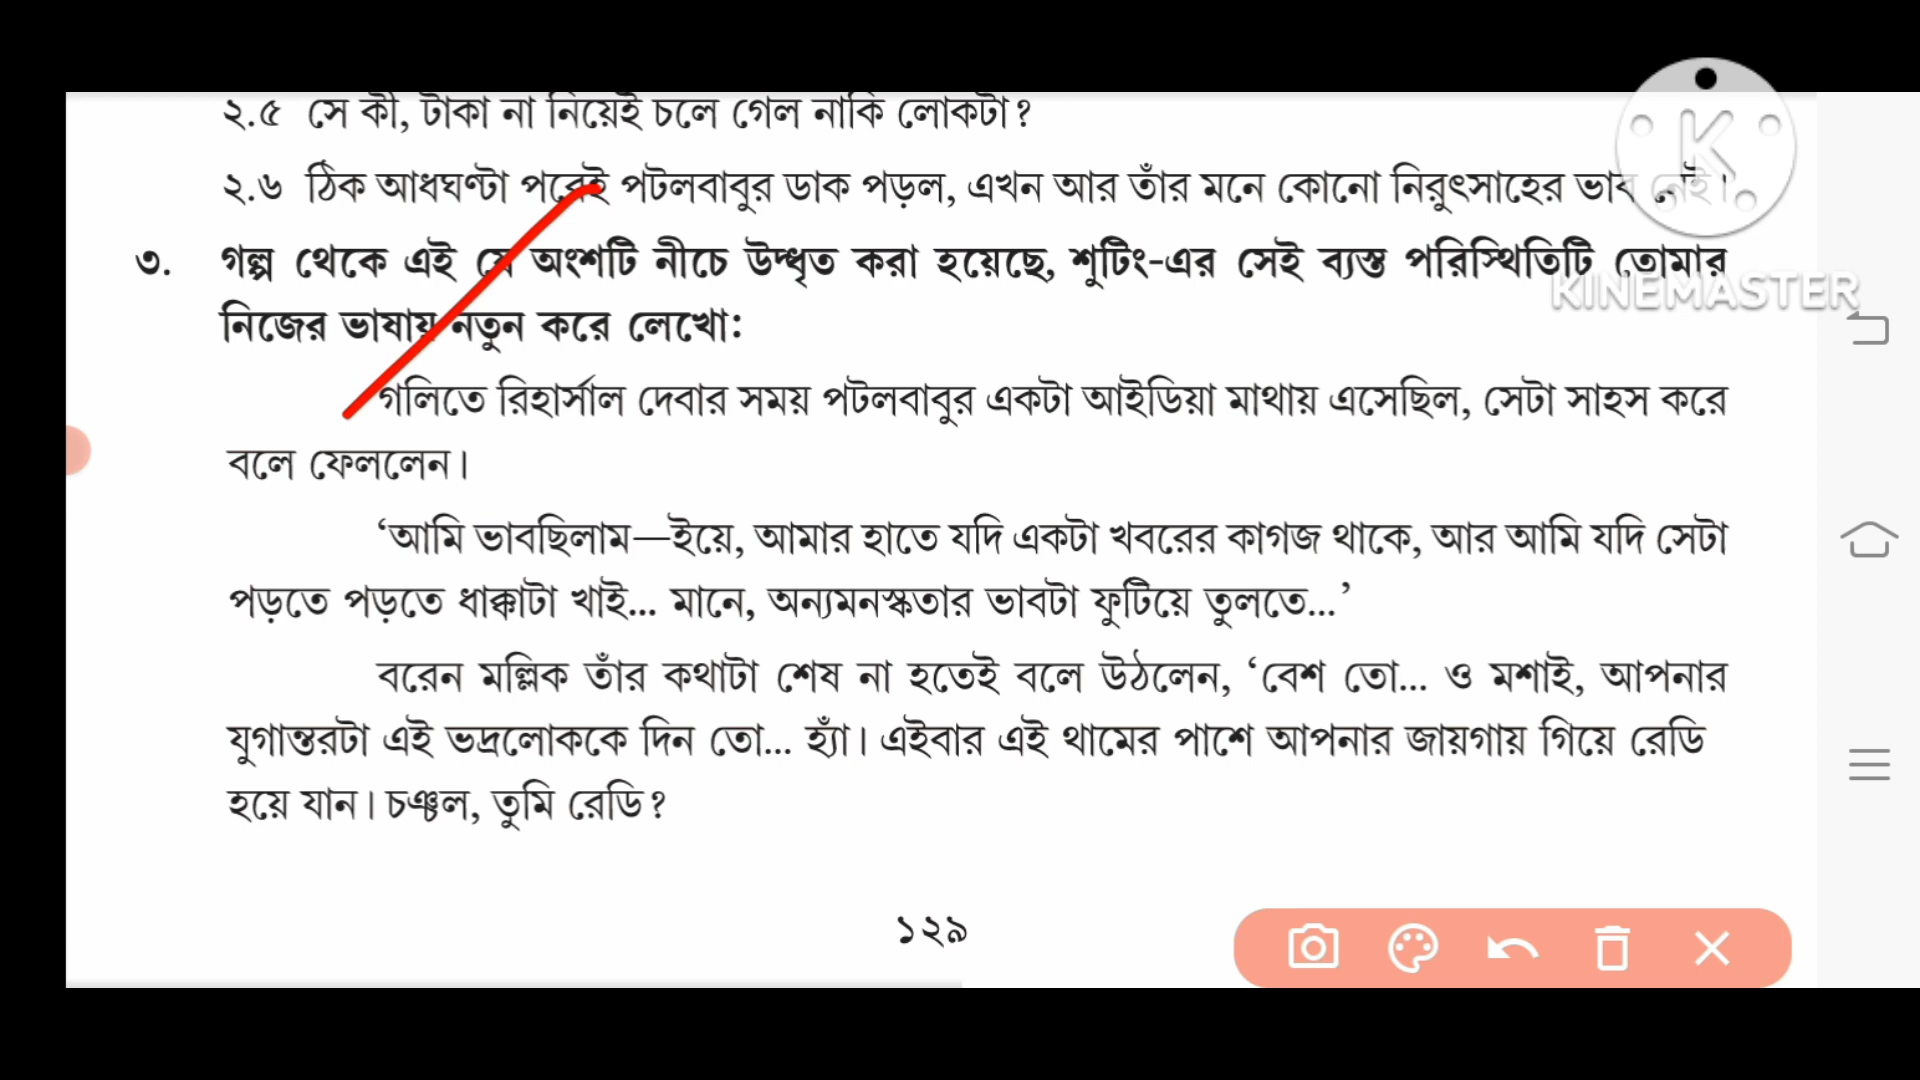 ২.৫ সে কী, টাকা না নিয়েই চলে গেল নাকি লোকটা?
২.৬ ঠিক আধঘণ্টা পরেই পটলবাবুর ডাক পড়ল, এখন আর তাঁর মনে কোনো নিরুৎসাহের ভাব নেই।
৩. গল্প থেকে এই যে অংশটি নীচে উদ্ধৃত করা হয়েছে, শুটিং-এর সেই ব্যস্ত পরিস্থিতিটি তোমার
KINEMASTER
নিজের ভাষায় নতুন করে লেখো:
গলিতে রিহার্সাল দেবার সময় পটলবাবুর একটা আইডিয়া মাথায় এসেছিল, সেটা সাহস করে
বলে ফেললেন।
‘আমি ভাবছিলাম—ইয়ে, আমার হাতে যদি একটা খবরের কাগজ থাকে, আর আমি যদি সেটা
পড়তে পড়তে ধাক্কাটা খাই... মানে, অন্যমনস্কতার ভাবটা ফুটিয়ে তুলতে...’
বরেন মল্লিক তাঁর কথাটা শেষ না হতেই বলে উঠলেন, ‘বেশ তো... ও মশাই, আপনার
যুগান্তরটা এই ভদ্রলোককে দিন তো... হ্যাঁ। এইবার এই থামের পাশে আপনার জায়গায় গিয়ে রেডি
হয়ে যান। চঞ্চল, তুমি রেডি?
১২৯